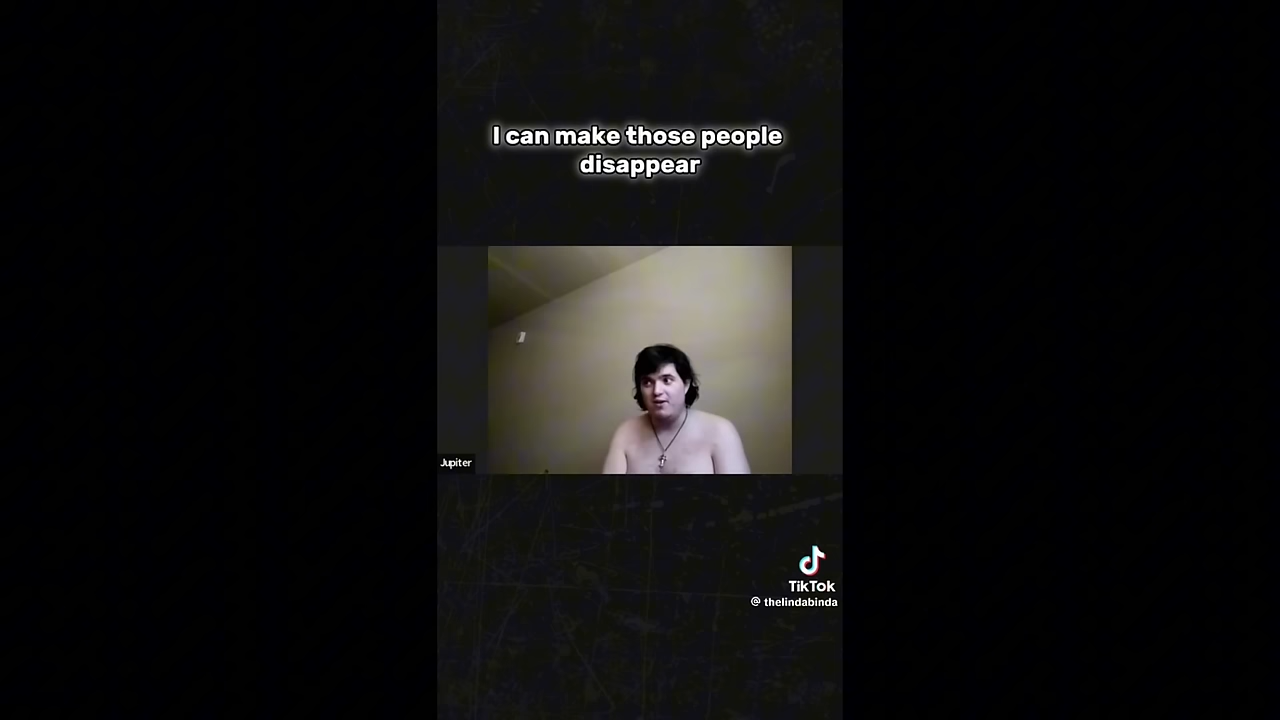 I can make those people
disappear
Jupiter
TikTok
@ thelindabinda